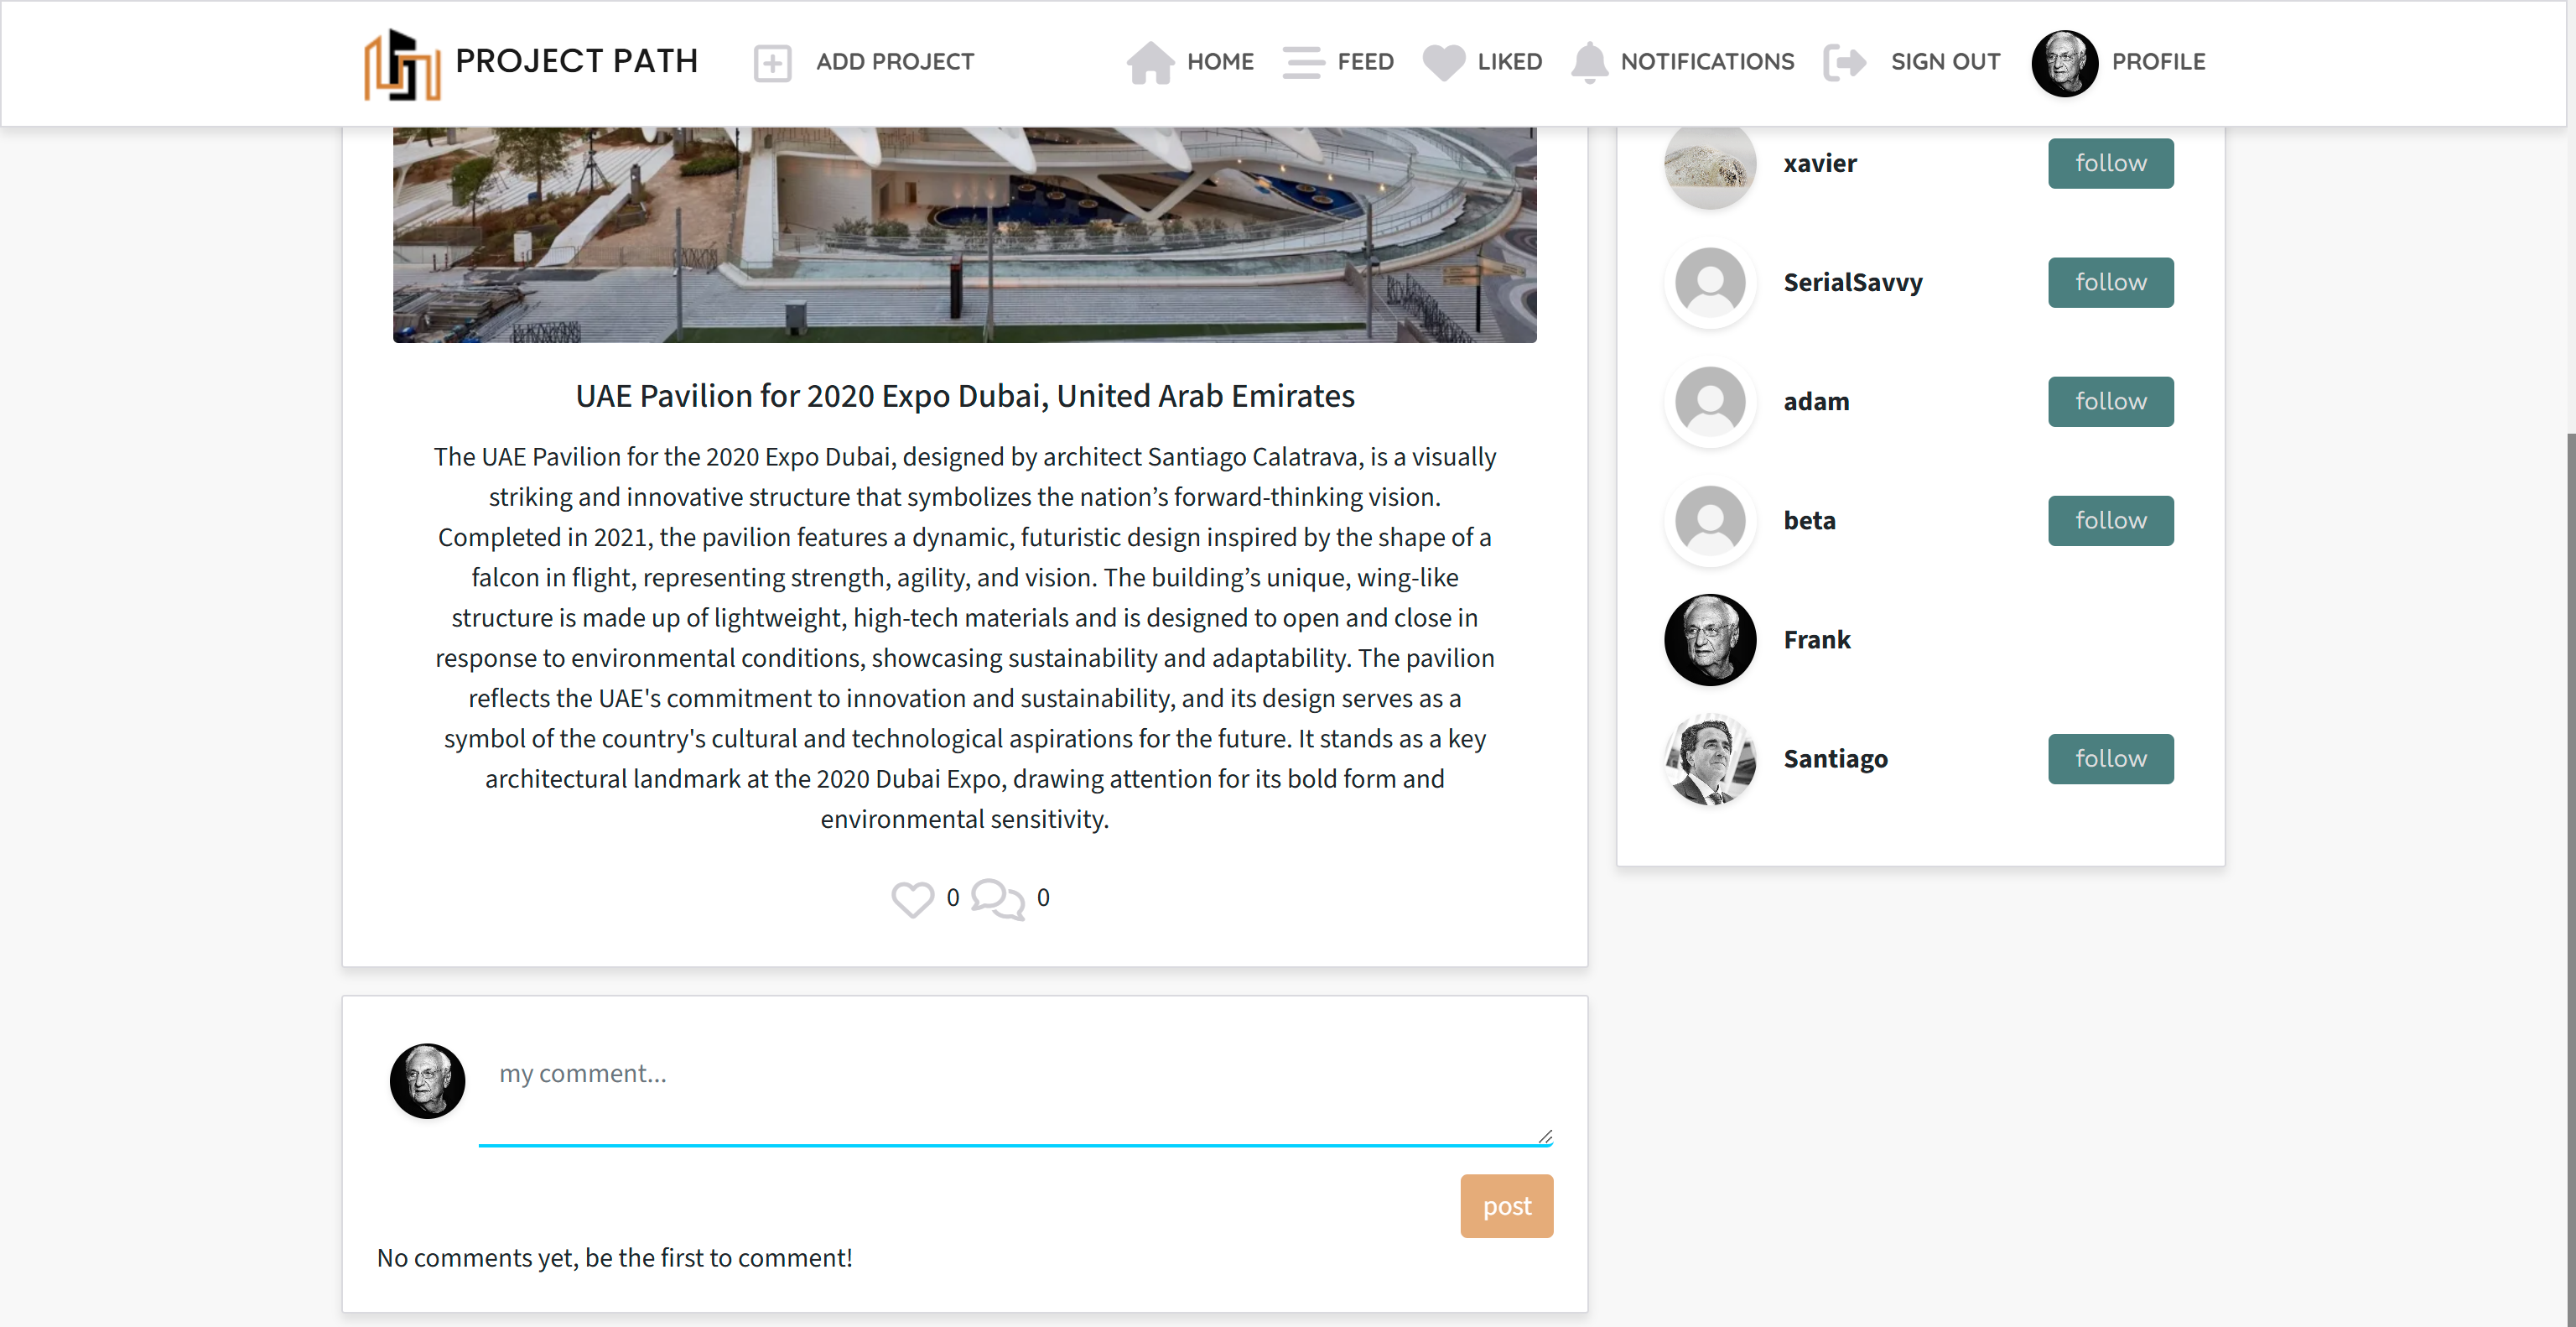 PROJECT PATH
ADD PROJECT
HOME
FEED
LIKED
NOTIFICATIONS
SIGN OUT
PROFILE
UAE Pavilion for 2020 Expo Dubai, United Arab Emirates
The UAE Pavilion for the 2020 Expo Dubai, designed by architect Santiago Calatrava, is a visually
striking and innovative structure that symbolizes the nation’s forward-thinking vision.
Completed in 2021, the pavilion features a dynamic, futuristic design inspired by the shape of a
falcon in flight, representing strength, agility, and vision. The building’s unique, wing-like
structure is made up of lightweight, high-tech materials and is designed to open and close in
response to environmental conditions, showcasing sustainability and adaptability. The pavilion
reflects the UAE's commitment to innovation and sustainability, and its design serves as a
symbol of the country's cultural and technological aspirations for the future. It stands as a key
architectural landmark at the 2020 Dubai Expo, drawing attention for its bold form and
environmental sensitivity.
0 0
my comment...
post
No comments yet, be the first to comment!
xavier follow
SerialSavvy follow
adam follow
beta follow
Frank
Santiago follow